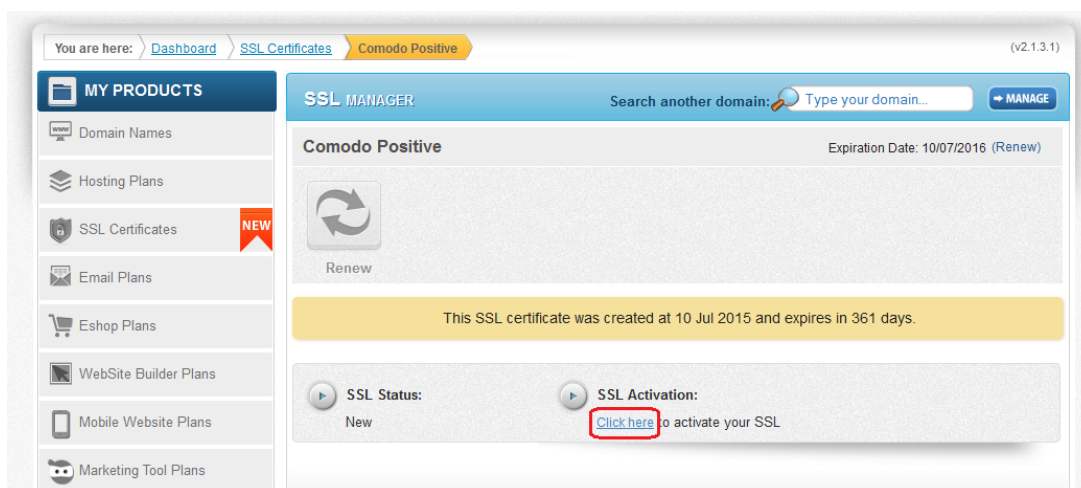 You are here: Dashboard SSL Certificates Comodo Positive (v2.1.3.1)
MY PRODUCTS
Domain Names
Hosting Plans
SSL Certificates NEW
Email Plans
Eshop Plans
WebSite Builder Plans
Mobile Website Plans
Marketing Tool Plans
SSL MANAGER Search another domain: Type your domain... MANAGE
Comodo Positive Expiration Date: 10/07/2016 (Renew)
Renew
This SSL certificate was created at 10 Jul 2015 and expires in 361 days.
SSL Status: SSL Activation:
New Click here to activate your SSL